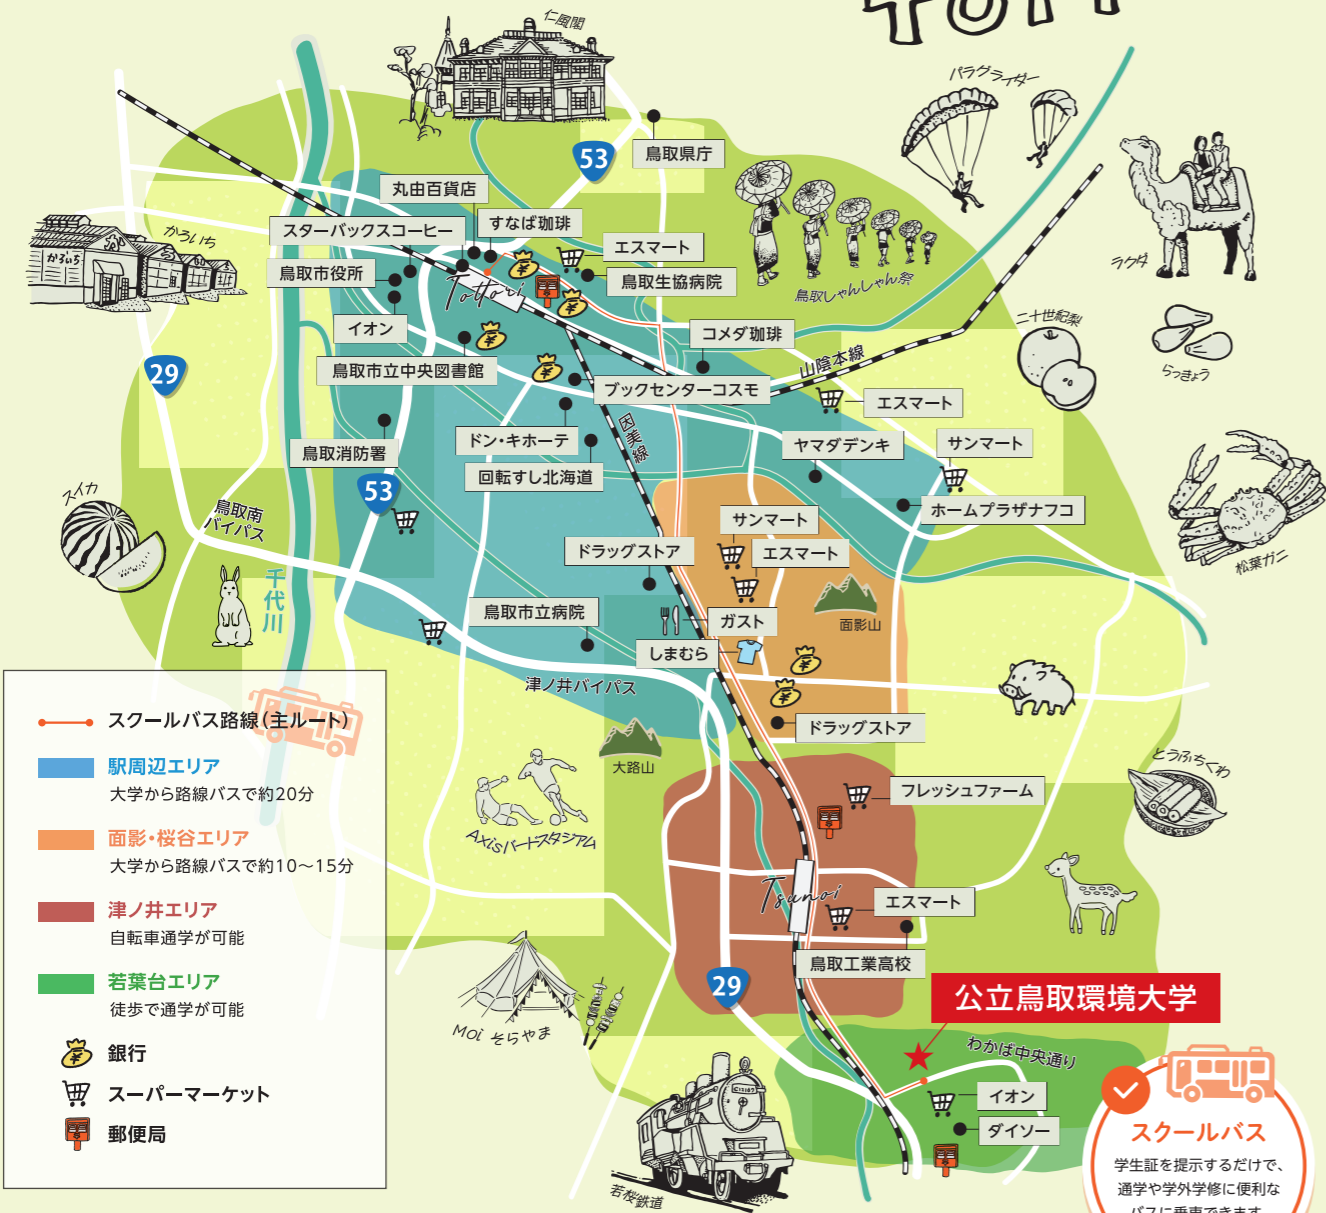 仁風閣
パラグライダー
53
鳥取県庁
丸由百貨店
すなば珈琲
スターバックスコーヒー
エスマート
かろいち
かろいち
鳥取市役所
鳥取生協病院
鳥取しゃんしゃん祭
ラクダ
Tottori
イオン
コメダ珈琲
二十世紀梨
山陰本線
らっきょう
29
鳥取市立中央図書館
ブックセンターコスモ
エスマート
因美線
ドン・キホーテ
ヤマダデンキ
サンマート
鳥取消防署
回転すし北海道
53
スイカ
鳥取南
バイパス
ホームプラザナフコ
サンマート
ドラッグストア
エスマート
松葉ガニ
千代川
鳥取市立病院
ガスト
面影山
しまむら
津ノ井バイパス
ドラッグストア
大路山
スクールバス路線(主ルート)
駅周辺エリア
大学から路線バスで約20分
面影・桜谷エリア
大学から路線バスで約10〜15分
津ノ井エリア
自転車通学が可能
若葉台エリア
徒歩で通学が可能
銀行
スーパーマーケット
郵便局
とうふちくわ
フレッシュファーム
Axisバードスタジアム
Tsunoi
エスマート
鳥取工業高校
29
公立鳥取環境大学
Moi そらやま
わかば中央通り
イオン
ダイソー
C11167
若桜鉄道
スクールバス
学生証を提示するだけで、
通学や学外学修に便利な
バスに乗車できます。